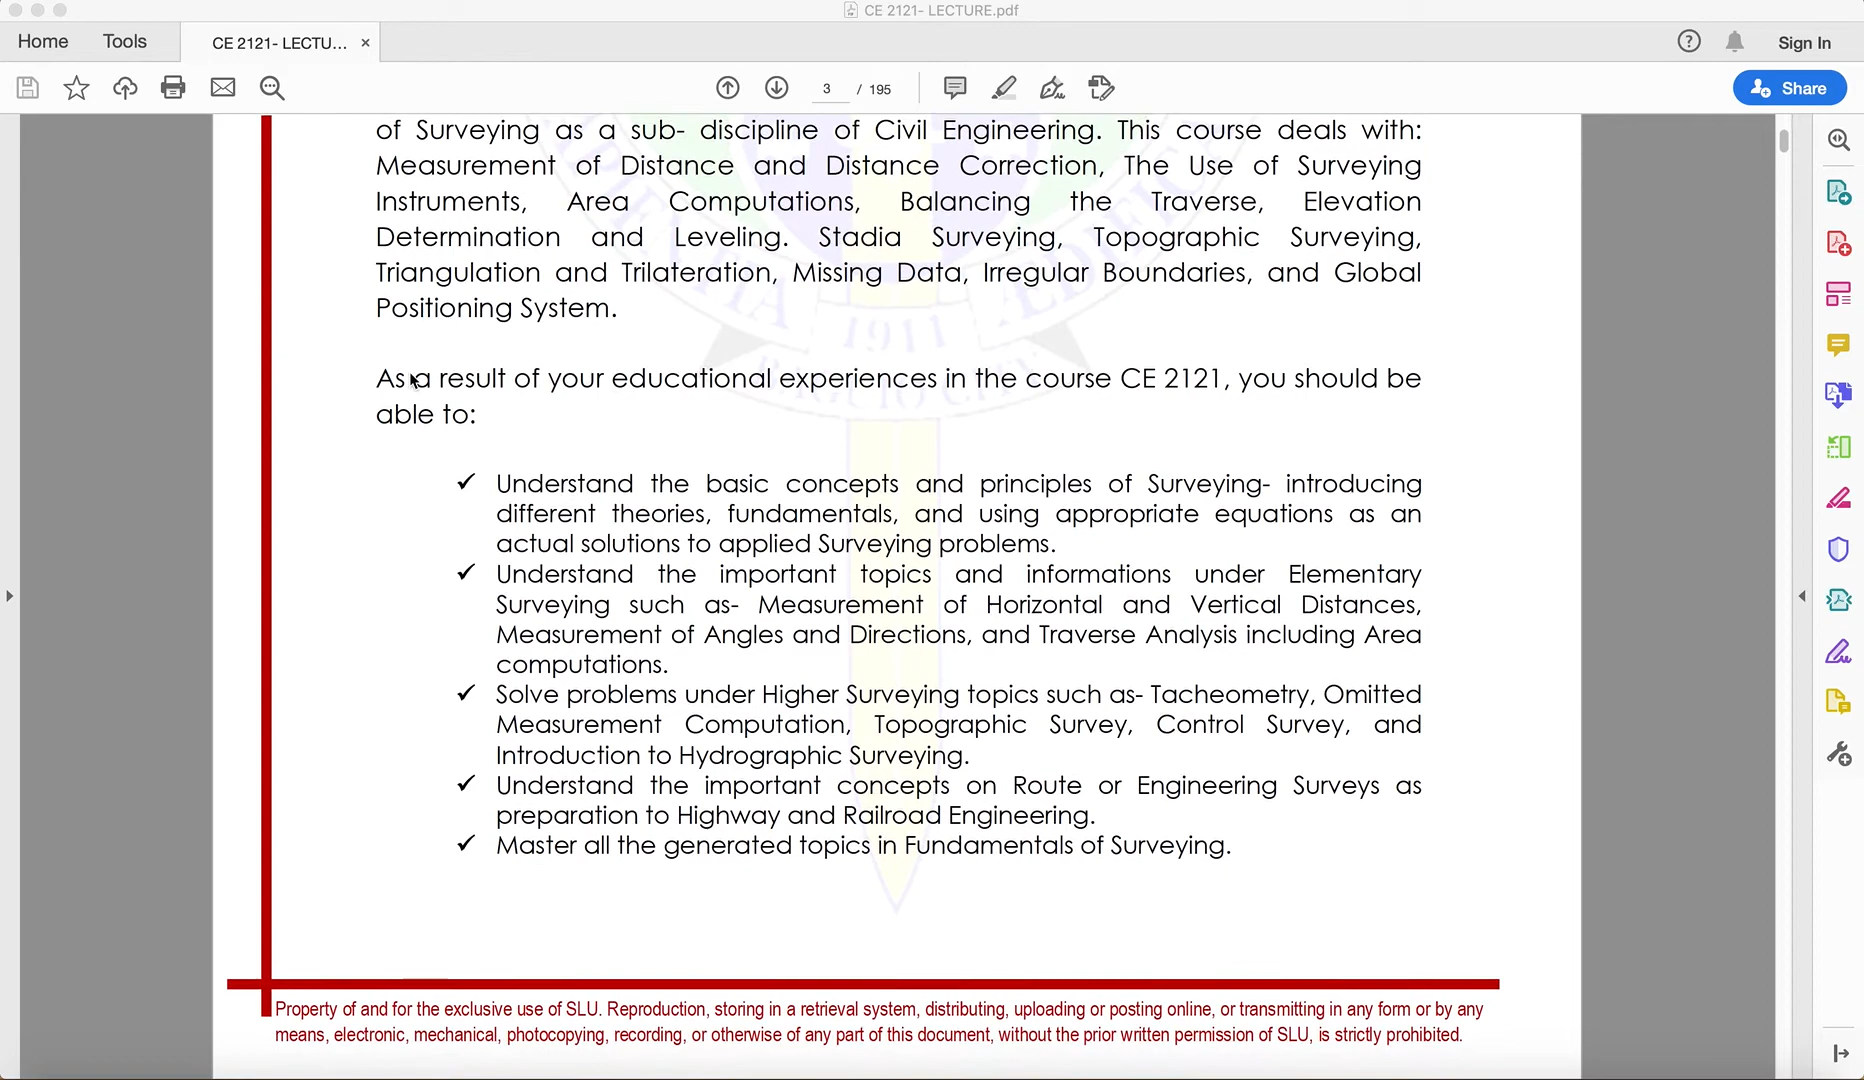 CE 2121- LECTURE.pdf
Home Tools CE 2121- LECTU... × Sign In
3 / 195 Share
of Surveying as a sub- discipline of Civil Engineering. This course deals with:
Measurement of Distance and Distance Correction, The Use of Surveying
Instruments, Area Computations, Balancing the Traverse, Elevation
Determination and Leveling. Stadia Surveying, Topographic Surveying,
Triangulation and Trilateration, Missing Data, Irregular Boundaries, and Global
Positioning System.
1911
As a result of your educational experiences in the course CE 2121, you should be
able to:
✓ Understand the basic concepts and principles of Surveying- introducing
different theories, fundamentals, and using appropriate equations as an
actual solutions to applied Surveying problems.
✓ Understand the important topics and informations under Elementary
Surveying such as- Measurement of Horizontal and Vertical Distances,
Measurement of Angles and Directions, and Traverse Analysis including Area
computations.
✓ Solve problems under Higher Surveying topics such as- Tacheometry, Omitted
Measurement Computation, Topographic Survey, Control Survey, and
Introduction to Hydrographic Surveying.
✓ Understand the important concepts on Route or Engineering Surveys as
preparation to Highway and Railroad Engineering.
✓ Master all the generated topics in Fundamentals of Surveying.
Property of and for the exclusive use of SLU. Reproduction, storing in a retrieval system, distributing, uploading or posting online, or transmitting in any form or by any
means, electronic, mechanical, photocopying, recording, or otherwise of any part of this document, without the prior written permission of SLU, is strictly prohibited.